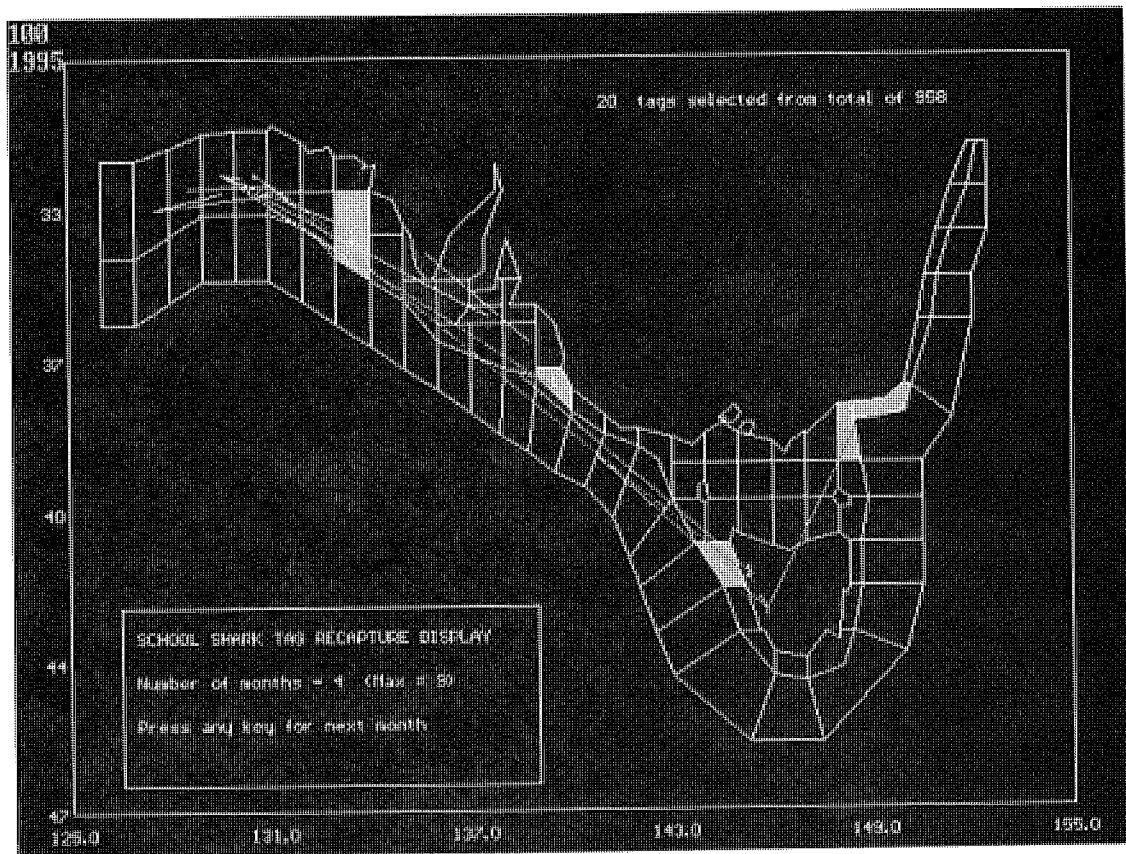 100
1995
20 tags selected from total of 998
33
37
40
44
47
SCHOOL SHARK TAG RECAPTURE DISPLAY
Number of months = 4 (Max = 9)
Press any key for next month
125.0 131.0 137.0 143.0 149.0 155.0